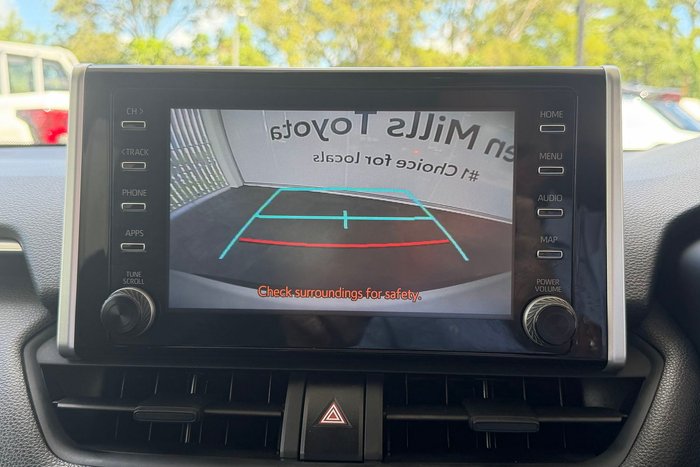 CH >
< TRACK
PHONE
APPS
TUNE
SCROLL
en Mills Toyota
#1 Choice for locals
Check surroundings for safety.
HOME
MENU
AUDIO
MAP
POWER
VOLUME